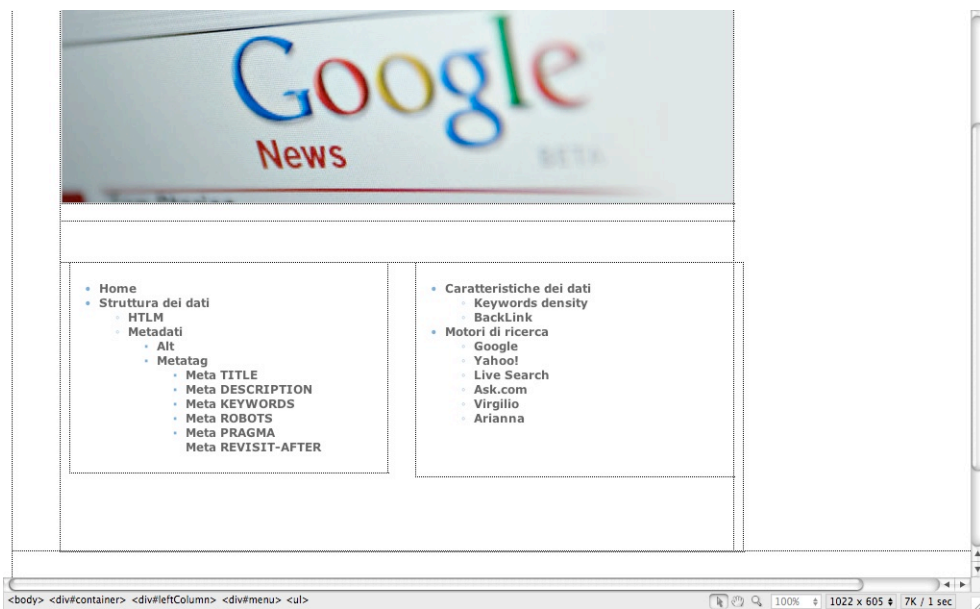 Google
News
BETA
Home
Struttura dei dati
HTLM
Metadati
Alt
Metatag
Meta TITLE
Meta DESCRIPTION
Meta KEYWORDS
Meta ROBOTS
Meta PRAGMA
Meta REVISIT-AFTER
Caratteristiche dei dati
Keywords density
BackLink
Motori di ricerca
Google
Yahoo!
Live Search
Ask.com
Virgilio
Arianna
<body> <div#container> <div#leftColumn> <div#menu> <ul>
100%
1022 x 605
7K / 1 sec